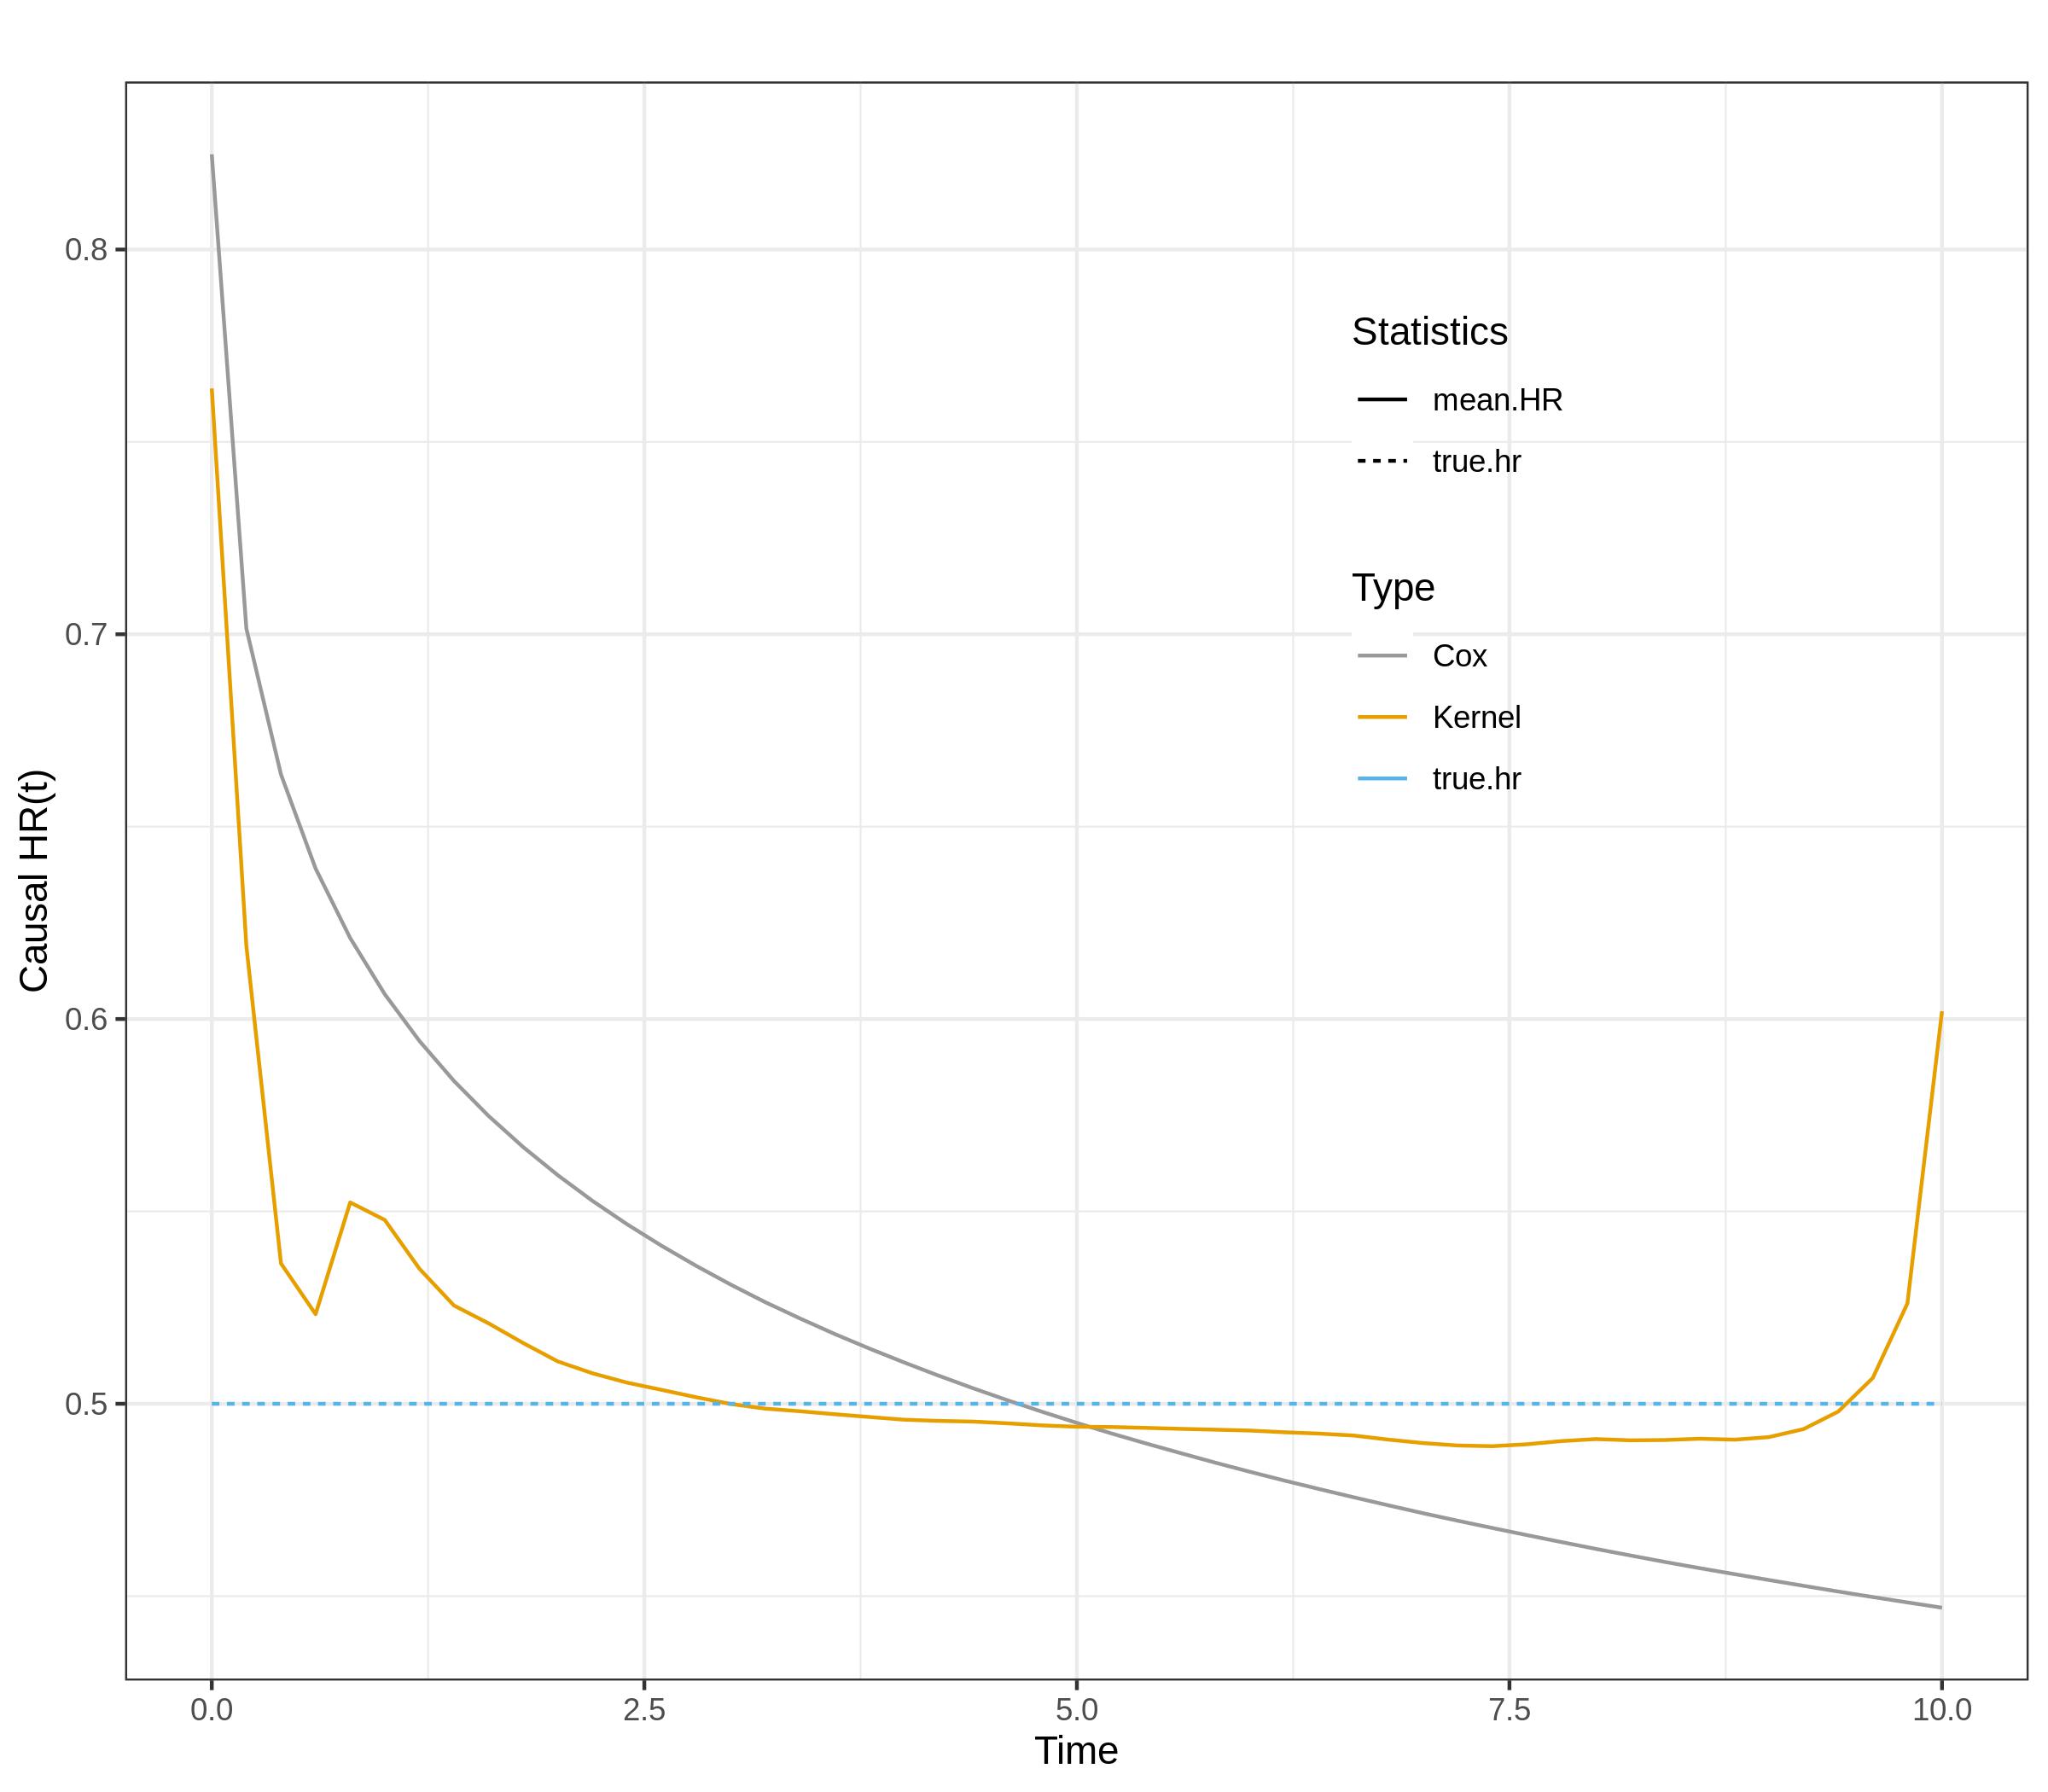 Causal HR(t)
0.8
0.7
0.6
0.5
Statistics
mean.HR
true.hr
Type
Cox
Kernel
true.hr
0.0 2.5 5.0 7.5 10.0
Time